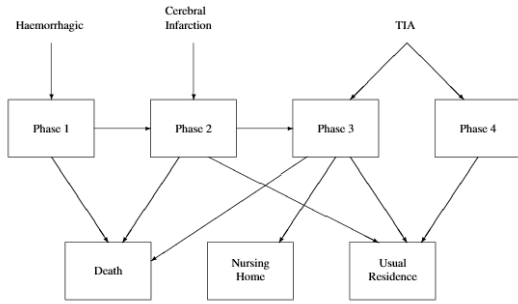 Haemorrhagic
Cerebral
Infarction
TIA
Phase 1
Phase 2
Phase 3
Phase 4
Death
Nursing
Home
Usual
Residence